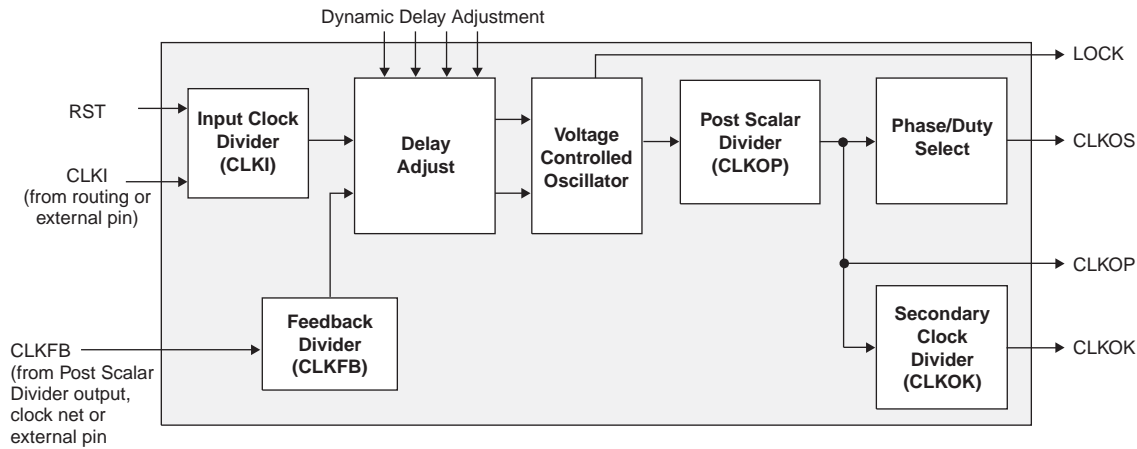 Dynamic Delay Adjustment
LOCK
RST
Input Clock
Divider
(CLKI)
Delay
Adjust
Voltage
Controlled
Oscillator
Post Scalar
Divider
(CLKOP)
Phase/Duty
Select
CLKOS
CLKI
(from routing or
external pin)
CLKOP
Feedback
Divider
(CLKFB)
Secondary
Clock
Divider
(CLKOK)
CLKOK
CLKFB
(from Post Scalar
Divider output,
clock net or
external pin